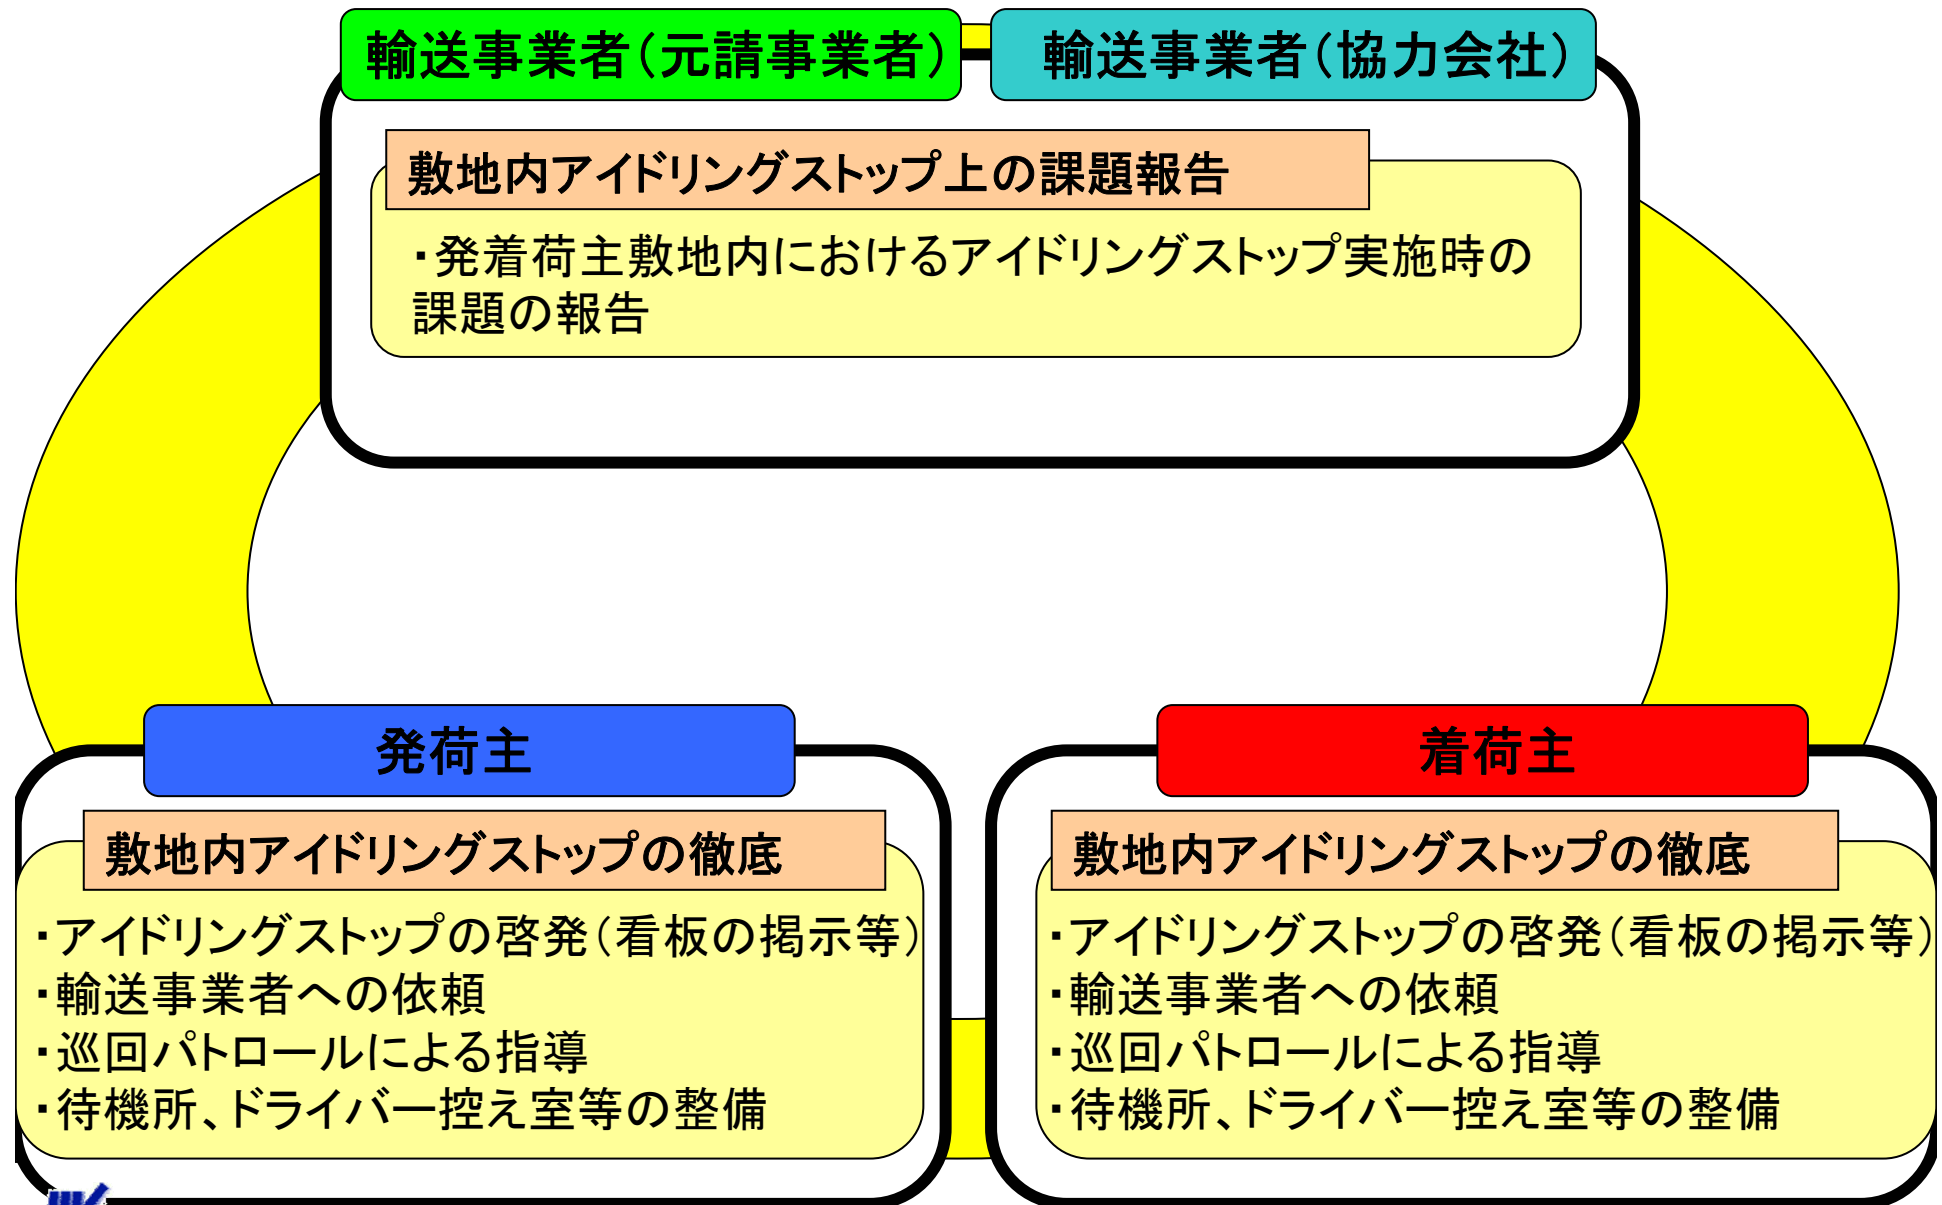 輸送事業者（元請事業者）
輸送事業者（協力会社）
敷地内アイドリングストップ上の課題報告
・発着荷主敷地内におけるアイドリングストップ実施時の
課題の報告
発荷主
敷地内アイドリングストップの徹底
・アイドリングストップの啓発（看板の掲示等）
・輸送事業者への依頼
・巡回パトロールによる指導
・待機所、ドライバー控え室等の整備
着荷主
敷地内アイドリングストップの徹底
・アイドリングストップの啓発（看板の掲示等）
・輸送事業者への依頼
・巡回パトロールによる指導
・待機所、ドライバー控え室等の整備